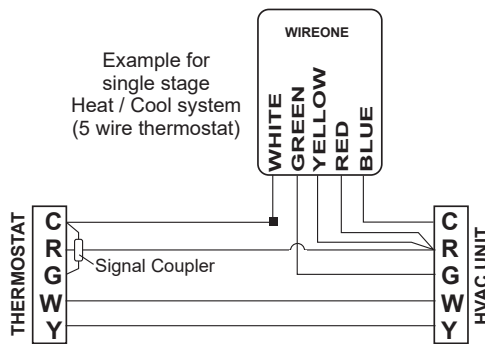 WIREONE
Example for
single stage
Heat / Cool system
(5 wire thermostat)
WHITE
GREEN
YELLOW
RED
BLUE
THERMOSTAT
C
R
G
W
Y
Signal Coupler
C
R
G
W
Y
HVAC UNIT